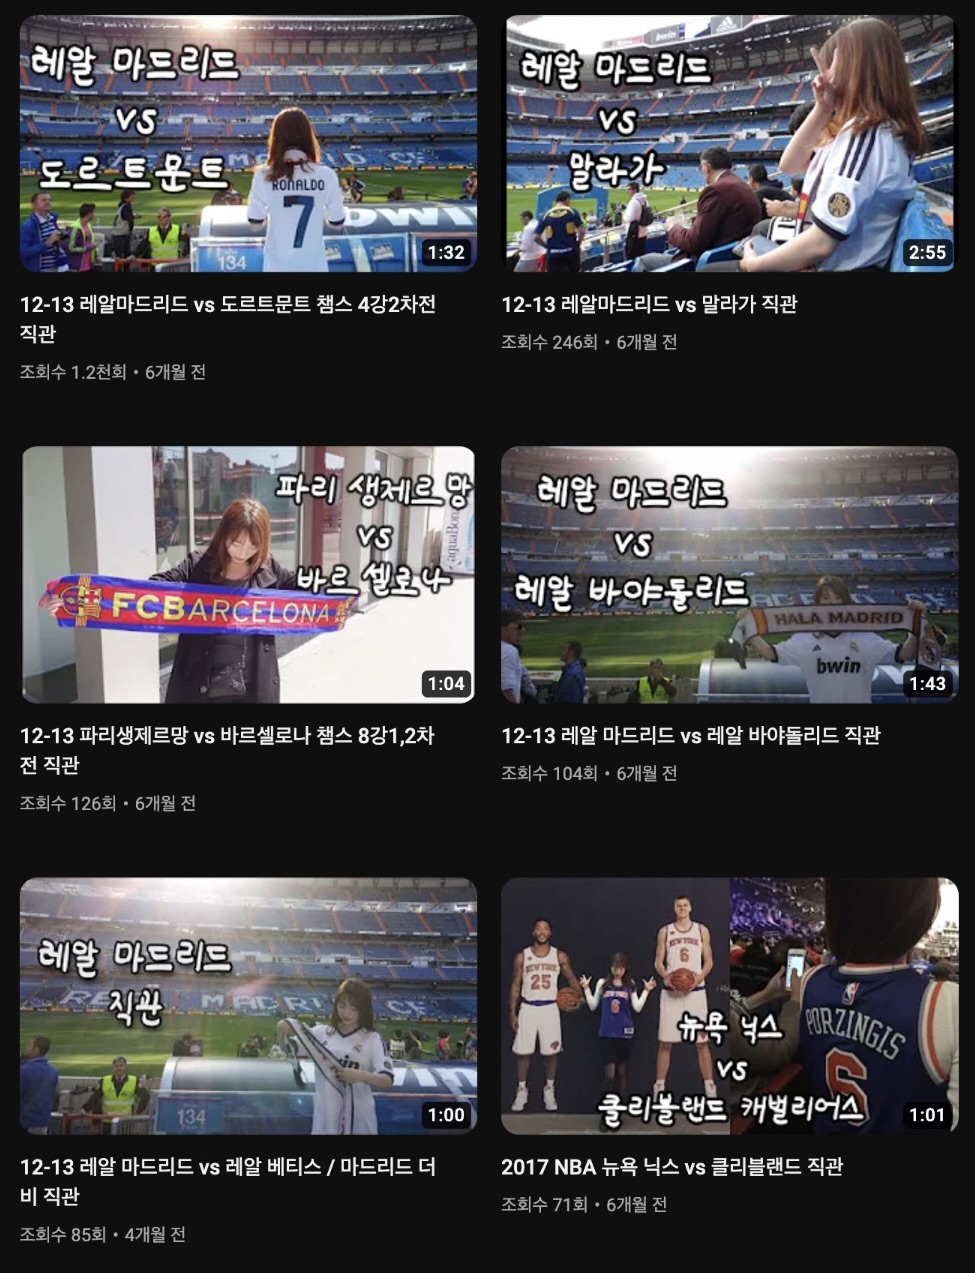 레알 마드리드
vs
도르트문트
RONALDO
7
134
1:32
12-13 레알마드리드 vs 도르트문트 챔스 4강2차전
직관
조회수 1.2천회 • 6개월 전
bwin
레알 마드리드
vs
말라가
2:55
12-13 레알마드리드 vs 말라가 직관
조회수 246회 • 6개월 전
파리 생제르망
vs
바르셀로나
FCBARCELONA
1:04
12-13 파리생제르망 vs 바르셀로나 챔스 8강1,2차
전 직관
조회수 126회 • 6개월 전
레알 마드리드
vs
레알 바야돌리드
HALA MADRID
bwin
1:43
12-13 레알 마드리드 vs 레알 바야돌리드 직관
조회수 104회 • 6개월 전
레알 마드리드
직관
134
1:00
12-13 레알 마드리드 vs 레알 베티스 / 마드리드 더
비 직관
조회수 85회 • 4개월 전
NEW YORK
25
NEW YORK
6
6
PORZINGIS
6
뉴욕 닉스
vs
클리블랜드 캐벌리어스
1:01
2017 NBA 뉴욕 닉스 vs 클리블랜드 직관
조회수 71회 • 6개월 전